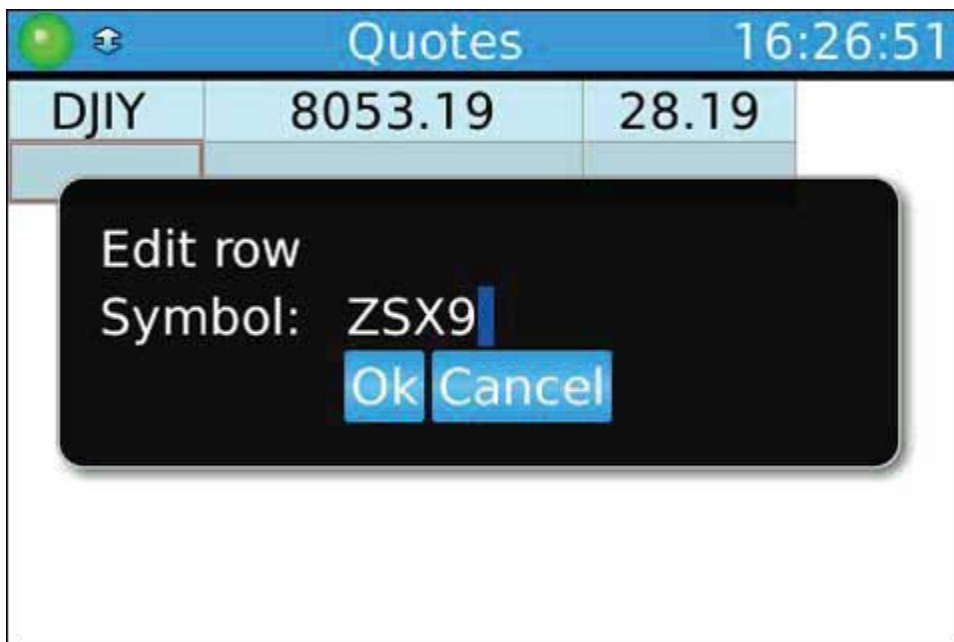 Quotes 16:26:51
DJIY 8053.19 28.19
Edit row
Symbol: ZSX9
Ok Cancel